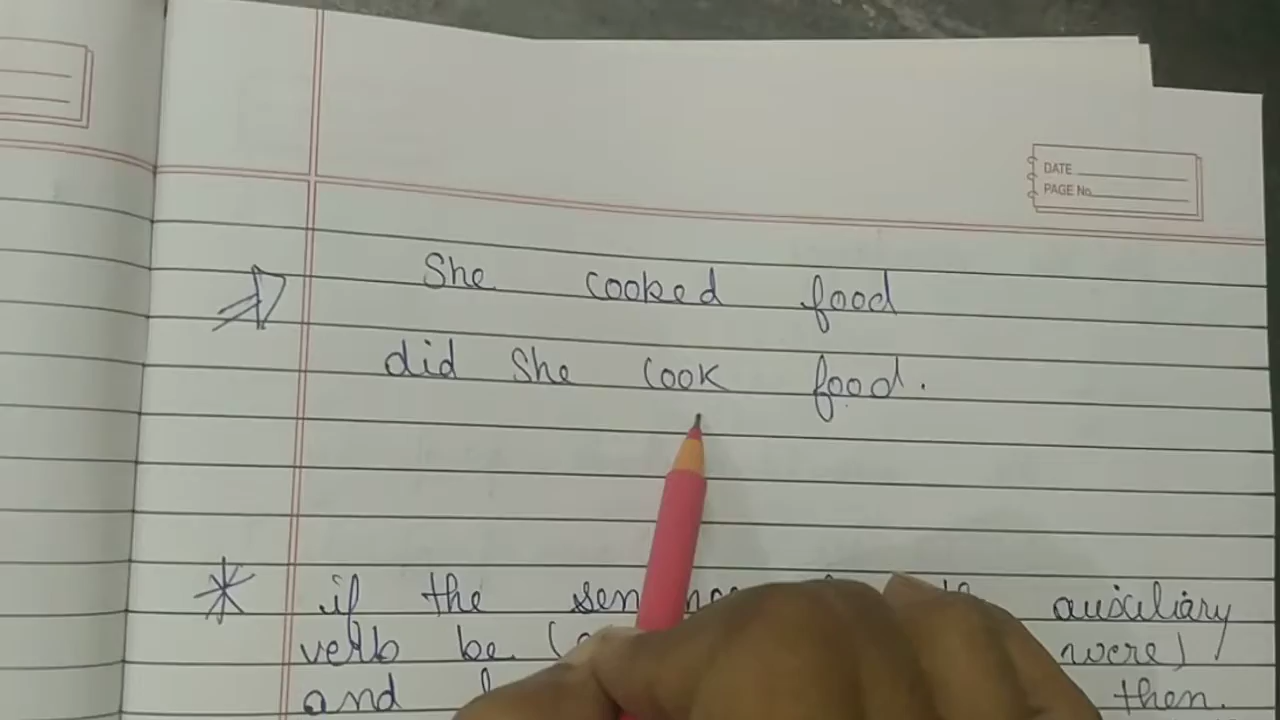 DATE
PAGE No.
She cooked food
did she cook food.
if the auxiliary
verb be were)
and then.